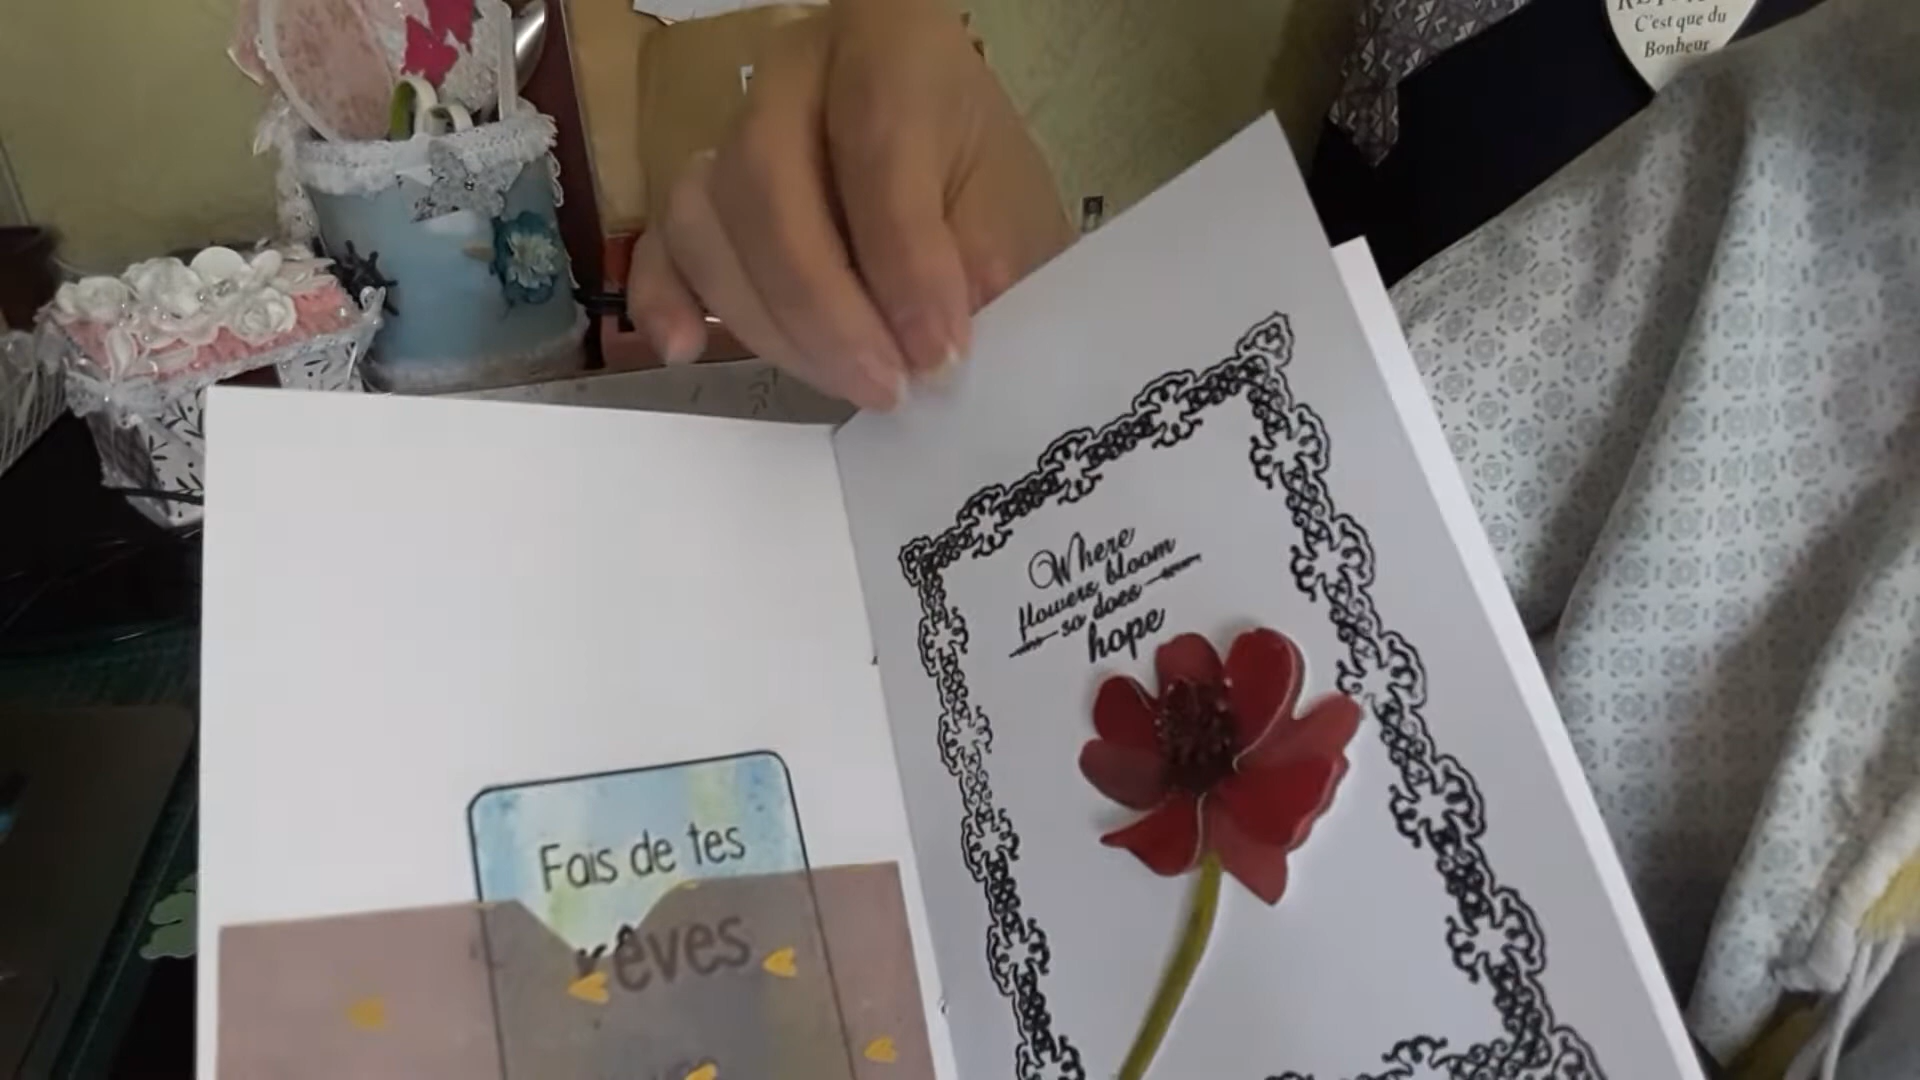 C'est que du
Bonheur
Where
flowers bloom
so does
hope
Fais de tes
rêves